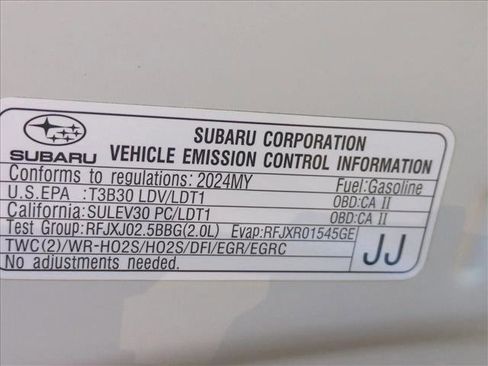 SUBARU
SUBARU CORPORATION
VEHICLE EMISSION CONTROL INFORMATION
Conforms to regulations: 2024MY Fuel:Gasoline
U.S.EPA :T3B30 LDV/LDT1 OBD:CA II
California: SULEV30 PC/LDT1 OBD:CA II
Test Group:RFJXJ02.5BBG(2.0L) Evap:RFJXR01545GE
TWC(2)/WR-HO2S/HO2S/DFI/EGR/EGRC
No adjustments needed.
JJ